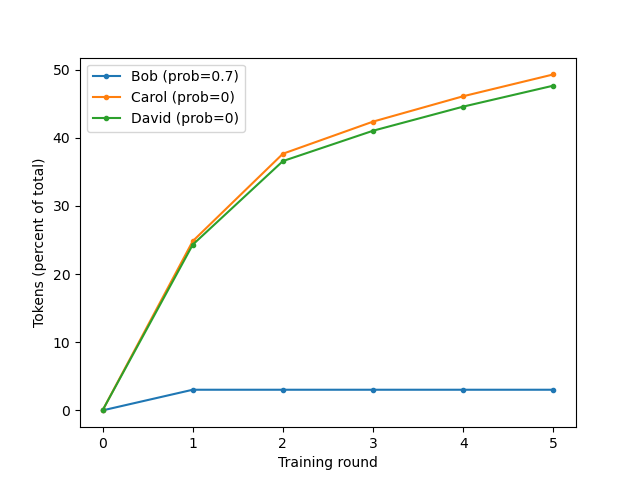 Bob (prob=0.7)
Carol (prob=0)
David (prob=0)
50
40
30
20
10
0
Tokens (percent of total)
0 1 2 3 4 5
Training round